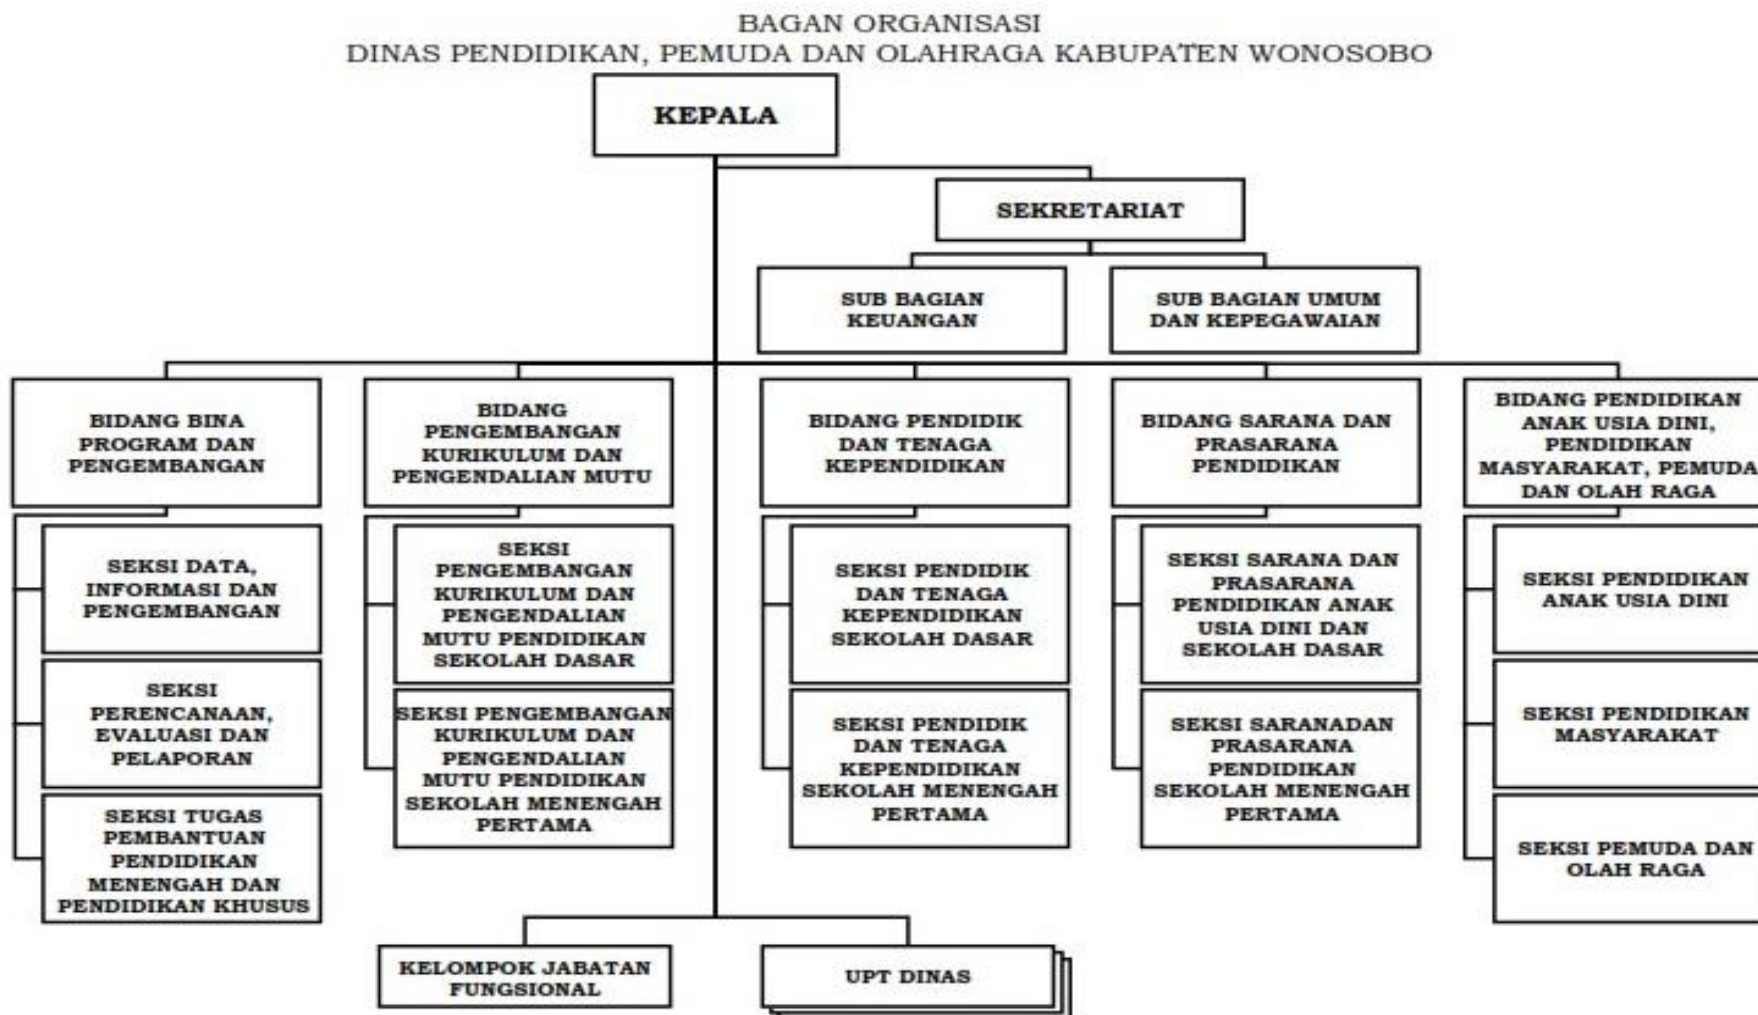 BAGAN ORGANISASI
DINAS PENDIDIKAN, PEMUDA DAN OLAHRAGA KABUPATEN WONOSOBO
KEPALA
SEKRETARIAT
SUB BAGIAN
KEUANGAN
SUB BAGIAN UMUM
DAN KEPEGAWAIAN
BIDANG BINA
PROGRAM DAN
PENGEMBANGAN
BIDANG
PENGEMBANGAN
KURIKULUM DAN
PENGENDALIAN MUTU
BIDANG PENDIDIK
DAN TENAGA
KEPENDIDIKAN
BIDANG SARANA DAN
PRASARANA
PENDIDIKAN
BIDANG PENDIDIKAN
ANAK USIA DINI,
PENDIDIKAN
MASYARAKAT, PEMUDA
DAN OLAH RAGA
SEKSI DATA,
INFORMASI DAN
PENGEMBANGAN
SEKSI
PERENCANAAN,
EVALUASI DAN
PELAPORAN
SEKSI TUGAS
PEMBANTUAN
PENDIDIKAN
MENENGAH DAN
PENDIDIKAN KHUSUS
SEKSI
PENGEMBANGAN
KURIKULUM DAN
PENGENDALIAN
MUTU PENDIDIKAN
SEKOLAH DASAR
SEKSI PENGEMBANGAN
KURIKULUM DAN
PENGENDALIAN
MUTU PENDIDIKAN
SEKOLAH MENENGAH
PERTAMA
SEKSI PENDIDIK
DAN TENAGA
KEPENDIDIKAN
SEKOLAH DASAR
SEKSI PENDIDIK
DAN TENAGA
KEPENDIDIKAN
SEKOLAH MENENGAH
PERTAMA
SEKSI SARANA DAN
PRASARANA
PENDIDIKAN ANAK
USIA DINI DAN
SEKOLAH DASAR
SEKSI SARANADAN
PRASARANA
PENDIDIKAN
SEKOLAH MENENGAH
PERTAMA
SEKSI PENDIDIKAN
ANAK USIA DINI
SEKSI PENDIDIKAN
MASYARAKAT
SEKSI PEMUDA DAN
OLAH RAGA
KELOMPOK JABATAN
FUNGSIONAL
UPT DINAS